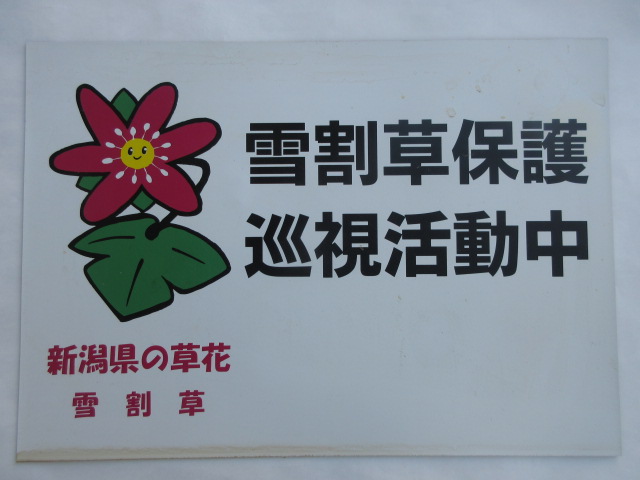 雪割草保護
巡視活動中
新潟県の草花
雪割草